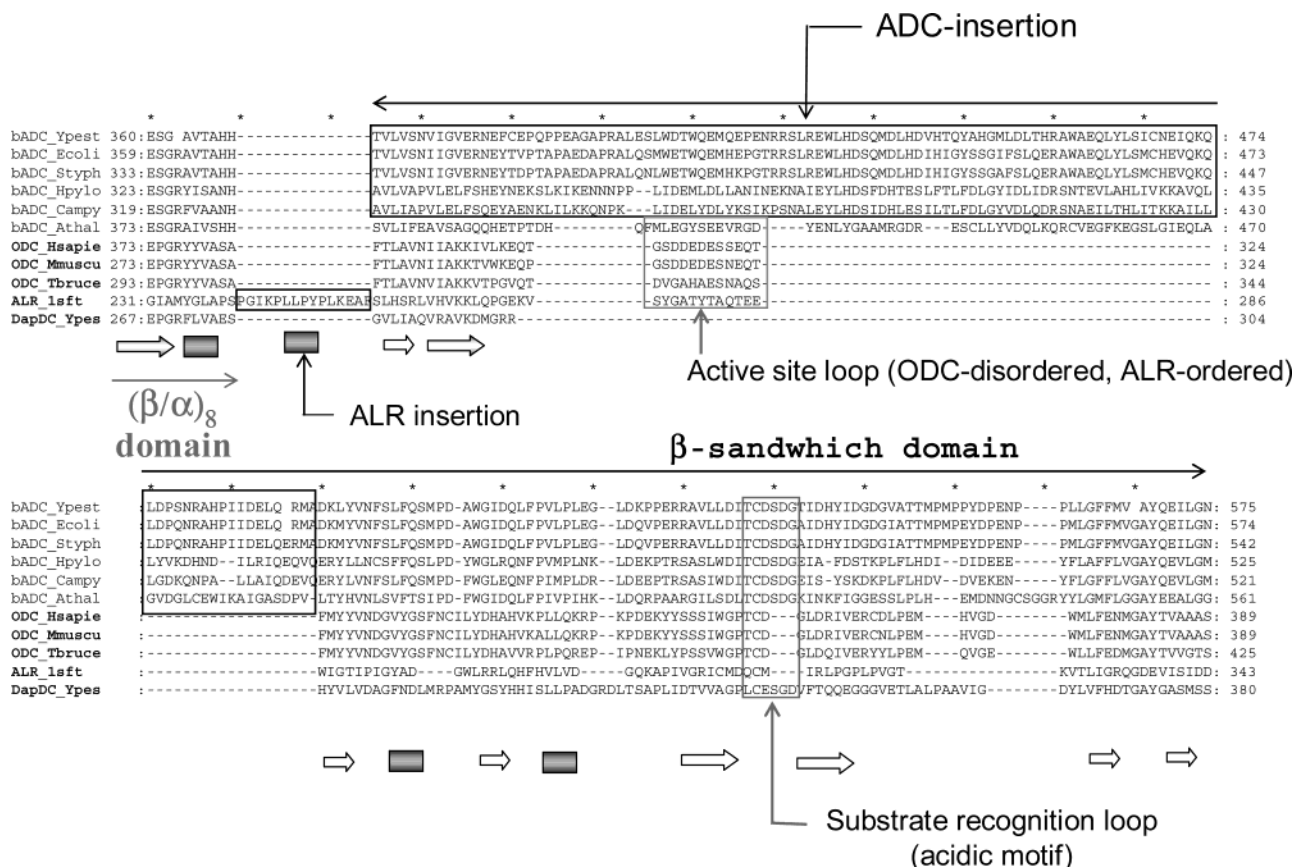 ADC-insertion
* * * * * * * * * * * *
bADC_Ypest 360:ESG AVTAHH---------------TVLVSNVIGVERNEFCEPQPPEAGAPRALESLWDTWQEMQEPENRRSLREWLHDSQMDLHDVHTQYAHGMLDLTHRAWAEQLYLSICNEIQKQ : 474
bADC_Ecoli 359:ESGRAVTAHH---------------TVLVSNIIGVERNEYTVPTAPAEDAPRALQSMWETWQEMHEPGTRRSLREWLHDSQMDLHDIHIGYSSGIFSLQERAWAEQLYLSMCHEVQKQ : 473
bADC_Styph 333:ESGRAVTAHH---------------TVLVSNIIGVERNEYTDPTAPAEDAPRALQNLWETWQEMHKPGTRRSLREWLHDSQMDLHDIHIGYSSGAFSLQERAWAEQLYLSMCHEVQKQ : 447
bADC_Hpylo 323:ESGRYISANH---------------AVLVAPVLELFSHEYNEKSLKIKENNNPP--LIDEMLDLLANINEKNAIEYLHDSFDHTESLFTLFDLGYIDLIDRSNTEVLAHLIVKKAVQL : 435
bADC_Campy 319:ESGRFVAANH---------------AVLIAPVLELFSQEYAENKLILKKQNPK---LIDELYDLYKSIKPSNALEYLHDSIDHLESILTLFDLGYVDLQDRSNAEILTHLITKKAILL : 430
bADC_Athal 373:ESGRAIVSHH---------------SVLIFEAVSAGQQHETPTDH---------QFMLEGYSEEVRGD---YENLYGAAMRGDR---ESCLLYVDQLKQRCVEGFKEGSLGIEQLA : 470
ODC_Hsapie 373:EPGRYYVASA---------------FTLAVNIIAKKIVLKEQT-----------GSDDEDESSEQT------------------------------------------------- : 324
ODC_Mmuscu 273:EPGRYYVASA---------------FTLAVNIIAKKTVWKEQP-----------GSDDEDESNEQT------------------------------------------------- : 324
ODC_Tbruce 293:EPGRYYVASA---------------FTLAVNVIAKKVTPGVQT-----------DVGAHAESNAQS------------------------------------------------- : 344
ALR_1sft 231:GIAMYGLAPSPGIKPLLPYPLKEAFSLHSRLVHVKKLQPGEKV-----------SYGATYTAQTEE------------------------------------------------- : 286
DapDC_Ypes 267:EPGRFLVAES---------------GVLIAQVRAVKDMGRR-------------------------------------------------------------------------- : 304
Active site loop (ODC-disordered, ALR-ordered)
(β/α)8
domain
ALR insertion
β-sandwhich domain
* * * * * * * * * * * *
bADC_Ypest :LDPSNRAHPIIDELQ RMADKLYVNFSLFQSMPD-AWGIDQLFPVLPLEG--LDKPPERRAVLLDITCDSDGTIDHYIDGDGVATTMPMPPYDPENP----PLLGFFMV AYQEILGN: 575
bADC_Ecoli :LDPQNRAHPIIDELQ RMADKMYVNFSLFQSMPD-AWGIDQLFPVLPLEG--LDQVPERRAVLLDITCDSDGAIDHYIDGDGIATTMPMPEYDPENP----PMLGFFMVGAYQEILGN: 574
bADC_Styph :LDPQNRAHPIIDELQERMADKMYVNFSLFQSMPD-AWGIDQLFPVLPLEG--LDQVPERRAVLLDITCDSDGAIDHYIDGDGIATTMPMPEYDPENP----PMLGFFMVGAYQEILGN: 542
bADC_Hpylo :LYVKDHND--ILRIQEQVQERYLLNCSFFQSLPD-YWGLRQNFPVMPLNK--LDEKPTRSASLWDITCDSDGEIA-FDSTKPLFLHDI-DIDEEE----YFLAFFLVGAYQEVLGM: 525
bADC_Campy :LGDKQNPA--LLAIQDEVQERYLVNFSLFQSMPD-FWGLEQNFPIMPLDR--LDEEPTRSASIWDITCDSDGEIS-YSKDKPLFLHDV--DVEKEN---YFLGFFLVGAYQEVLGM: 521
bADC_Athal :GVDGLCEWIKAIGASDPV-LTYHVNLSVFTSIPD-FWGIDQLFPIVPIHK--LDQRPAARGILSDLTCDSDGKINKFIGGESSLPLH---EMDNNGCSGGRYYLGMFLGGAYEEALGG: 561
ODC_Hsapie :-------------------FMYYVNDGVYGSFNCILYDHAHVKPLLQKRP--KPDEKYYSSSIWGPTCD---GLDRIVERCDLPEM---HVGD------WMLFENMGAYTVAAAS: 389
ODC_Mmuscu :-------------------FMYYVNDGVYGSFNCILYDHAHVKALLQKRP--KPDEKYYSSSIWGPTCD---GLDRIVERCNLPEM---HVGD------WMLFENMGAYTVAAAS: 389
ODC_Tbruce :-------------------FMYYVNDGVYGSFNCILYDHAVVRPLPQREP--IPNEKLYPSSVWGPTCD---GLDQIVERYYLPEM---QVGE------WLLFEDMGAYTVVGTS: 425
ALR_1sft :-------------------WIGTIPIGYAD---GWLRRLQHFHVLVD-----GQKAPIVGRICMDQCM---IRLPGPLPVGT--------------KVTLIGRQGDEVISIDD: 343
DapDC_Ypes :-------------------HYVLVDAGFNDLMRPAMYGSYHHISLLPADGRDLTSAPLIDTVVAGPLCESGDVFTQQEGGGVETLALPAAVIG------DYLVFHDTGAYGASMSS: 380
Substrate recognition loop
(acidic motif)